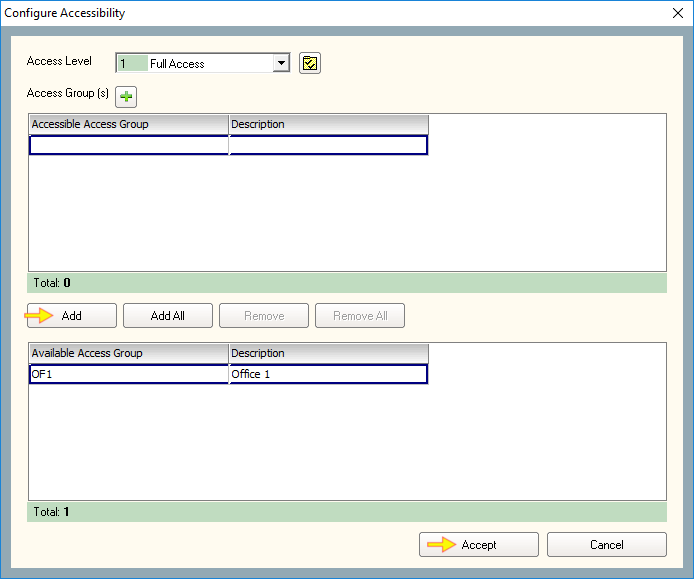 Configure Accessibility
Access Level 1 Full Access
Access Group (s)
Accessible Access Group Description
Total: 0
Add Add All Remove Remove All
Available Access Group Description
OF1 Office 1
Total: 1
Accept Cancel